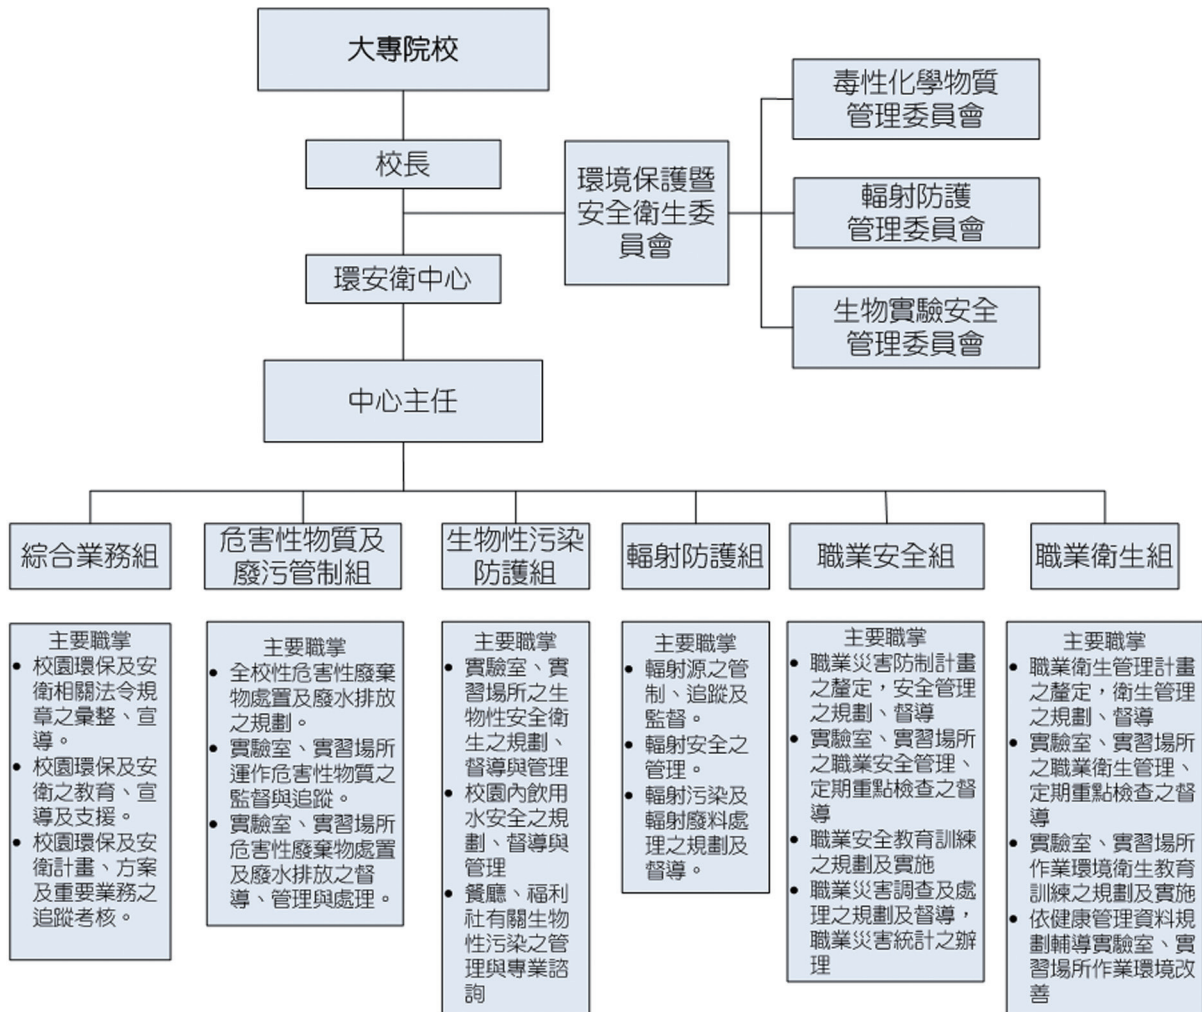 大專院校
校長
環境保護暨
安全衛生委
員會
毒性化學物質
管理委員會
輻射防護
管理委員會
生物實驗安全
管理委員會
環安衛中心
中心主任
綜合業務組
危害性物質及
廢污管制組
生物性污染
防護組
輻射防護組
職業安全組
職業衛生組
主要職掌
• 校園環保及安
衛相關法令規
章之彙整、宣
導。
• 校園環保及安
衛之教育、宣
導及支援。
• 校園環保及安
衛計畫、方案
及重要業務之
追蹤考核。
主要職掌
• 全校性危害性廢棄
物處置及廢水排放
之規劃。
• 實驗室、實習場所
運作危害性物質之
監督與追蹤。
• 實驗室、實習場所
危害性廢棄物處置
及廢水排放之督
導、管理與處理。
主要職掌
• 實驗室、實
習場所之生
物性安全衛
生之規劃、
督導與管理
• 校園內飲用
水安全之規
劃、督導與
管理
• 餐廳、福利
社有關生物
性污染之管
理與專業諮
詢
主要職掌
• 輻射源之管
制、追蹤及
監督。
• 輻射安全之
管理。
• 輻射污染及
輻射廢料處
理之規劃及
督導。
主要職掌
• 職業災害防制計畫
之釐定，安全管理
之規劃、督導
• 實驗室、實習場所
之職業安全管理、
定期重點檢查之督
導
• 職業安全教育訓練
之規劃及實施
• 職業災害調查及處
理之規劃及督導，
職業災害統計之辦
理
主要職掌
• 職業衛生管理計畫
之釐定，衛生管理
之規劃、督導
• 實驗室、實習場所
之職業衛生管理、
定期重點檢查之督
導
• 實驗室、實習場所
作業環境衛生教育
訓練之規劃及實施
• 依健康管理資料規
劃輔導實驗室、實
習場所作業環境改
善